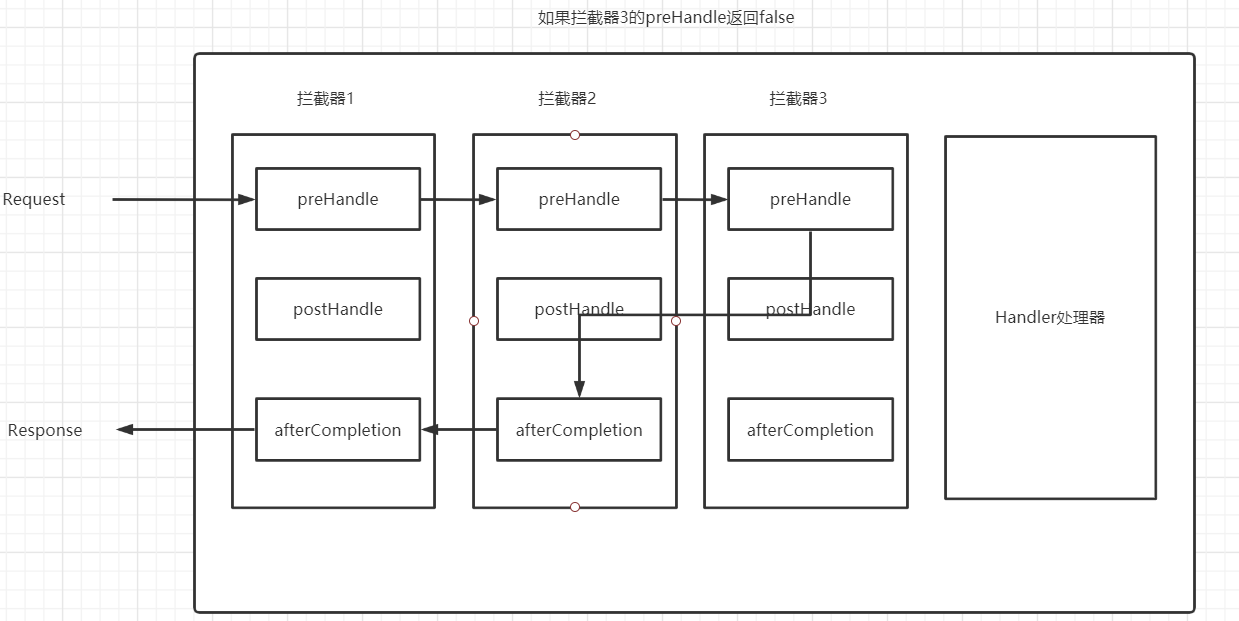 如果拦截器3的preHandle返回false
拦截器1
拦截器2
拦截器3
Request
preHandle
preHandle
preHandle
postHandle
postHandle
postHandle
Handler处理器
Response
afterCompletion
afterCompletion
afterCompletion